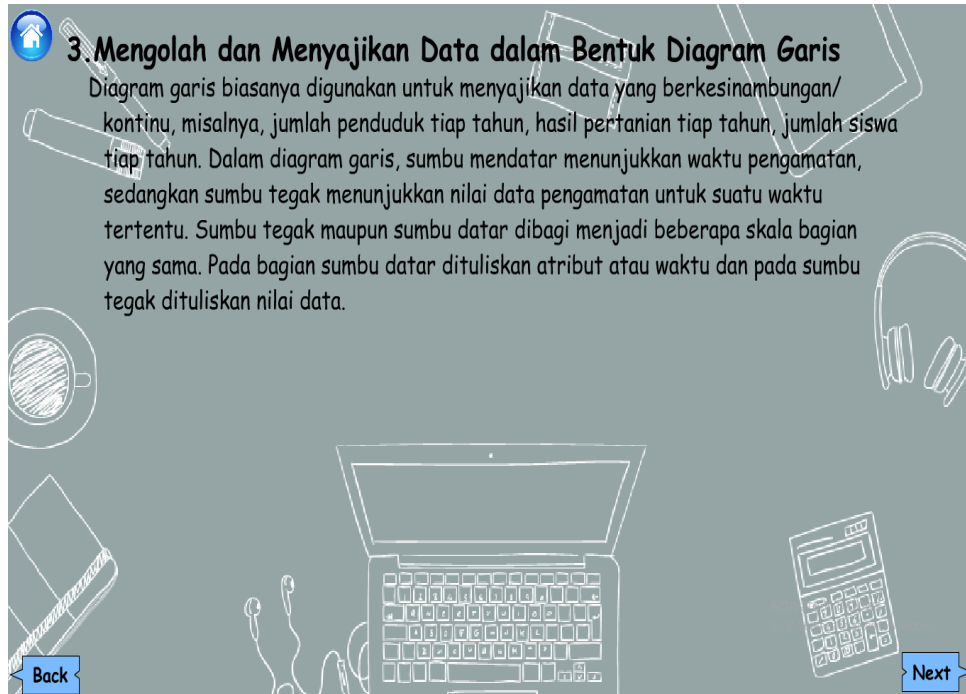 3.Mengolah dan Menyajikan Data dalam Bentuk Diagram Garis
Diagram garis biasanya digunakan untuk menyajikan data yang berkesinambungan/
kontinu, misalnya, jumlah penduduk tiap tahun, hasil pertanian tiap tahun, jumlah siswa
tiap tahun. Dalam diagram garis, sumbu mendatar menunjukkan waktu pengamatan,
sedangkan sumbu tegak menunjukkan nilai data pengamatan untuk suatu waktu
tertentu. Sumbu tegak maupun sumbu datar dibagi menjadi beberapa skala bagian
yang sama. Pada bagian sumbu datar dituliskan atribut atau waktu dan pada sumbu
tegak dituliskan nilai data.
Back
Next